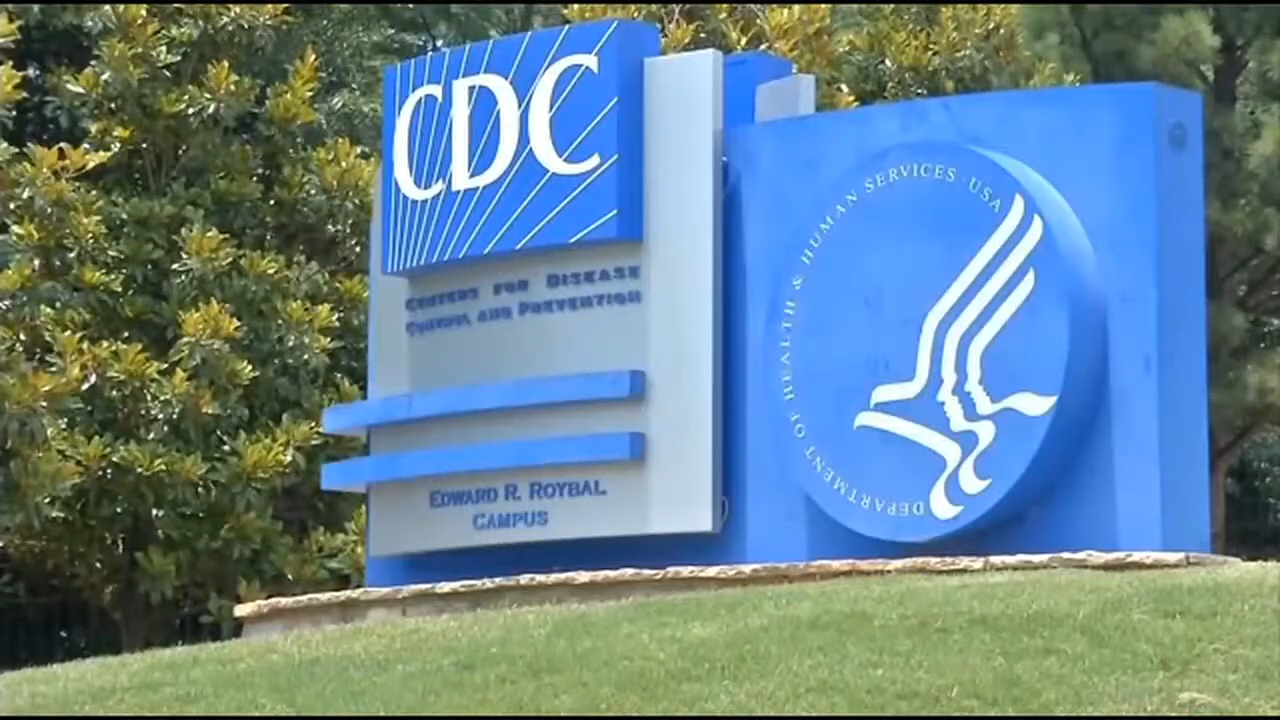 CDC
CENTERS FOR DISEASE
CONTROL AND PREVENTION
EDWARD R. ROYBAL
CAMPUS
DEPARTMENT OF HEALTH & HUMAN SERVICES · USA